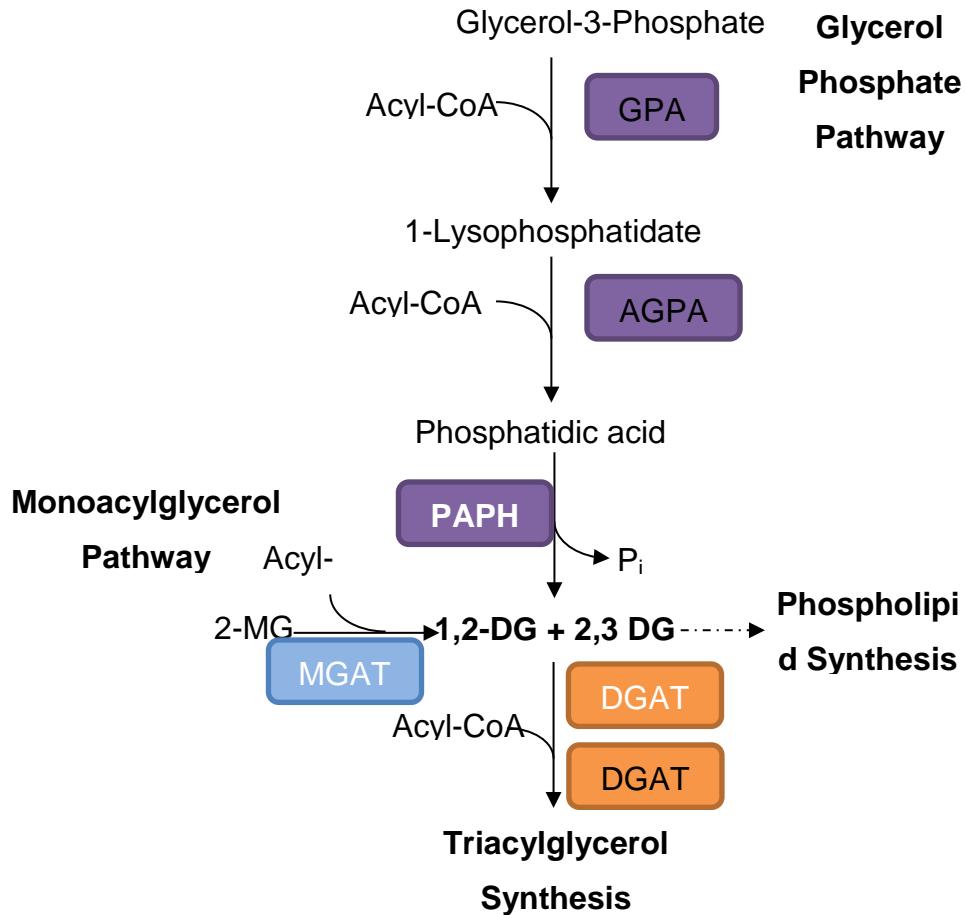 Glycerol-3-Phosphate
Glycerol
Phosphate
Pathway
Acyl-CoA
GPA
1-Lysophosphatidate
Acyl-CoA
AGPA
Phosphatidic acid
Monoacylglycerol
Pathway
PAPH
Acyl-
Pi
2-MG
1,2-DG + 2,3 DG
Phospholipi
d Synthesis
MGAT
DGAT
Acyl-CoA
DGAT
Triacylglycerol
Synthesis